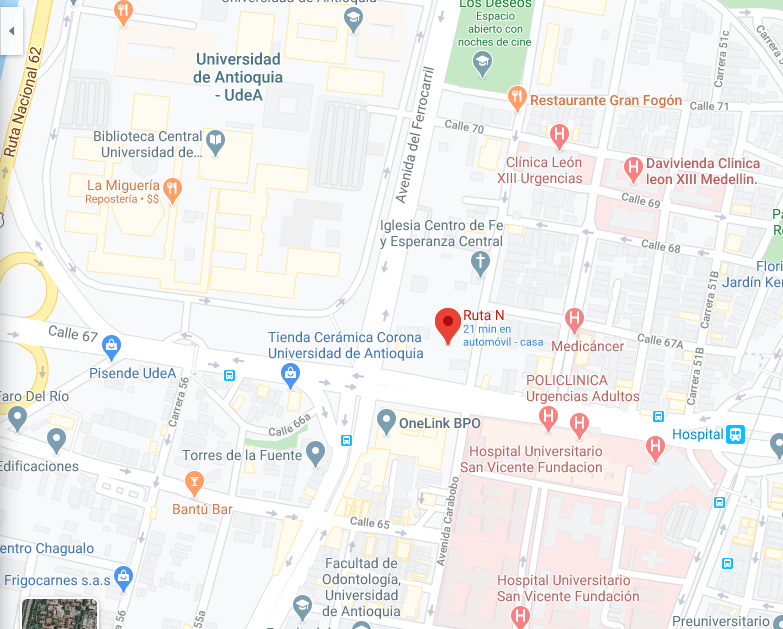 Universidad de Antioquia
Los Deseos
Espacio
abierto con
noches de cine
Carrera 51c
Ruta Nacional 62
Universidad
de Antioquia
- UdeA
Avenida del Ferrocarril
Restaurante Gran Fogón
Calle 71
Calle 70
Biblioteca Central
Universidad de...
Clínica León
XIII Urgencias
Davivienda Clinica
leon XIII Medellin.
La Miguería
Repostería • $$
Calle 69
Iglesia Centro de Fe
y Esperanza Central
Calle 68
Jardín
Carrera 51B
Ruta N
21 min en
automóvil - casa
Calle 67
Tienda Cerámica Corona
Universidad de Antioquia
Medicáncer
Calle 67A
Pisende UdeA
Carrera 51B
POLICLINICA
Urgencias Adultos
Faro Del Río
Carrera 56
Calle 66a
OneLink BPO
Hospital
Edificaciones
Torres de la Fuente
Hospital Universitario
San Vicente Fundacion
Bantú Bar
Calle 65
Avenida Carabobo
entro Chagualo
Frigocarnes s.a.s
Facultad de
Odontología,
Universidad
de Antioquia
Hospital Universitario
San Vicente Fundación
56
55a
Preuniversitario